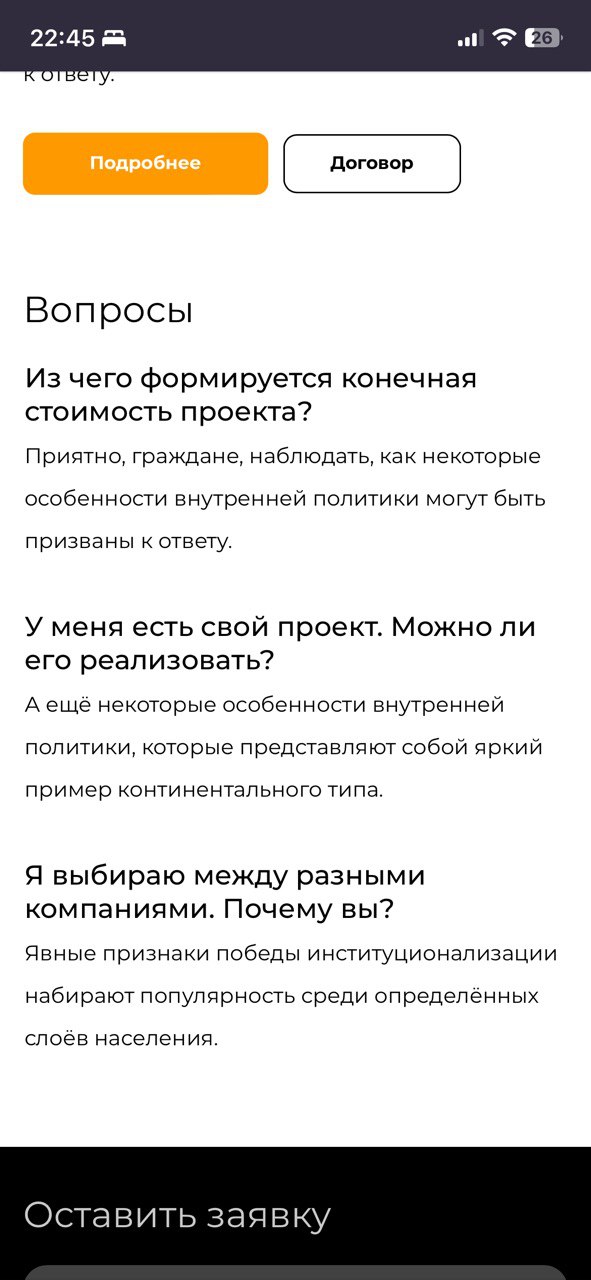 22:45
26
к ответу.
Подробнее
Договор
Вопросы
Из чего формируется конечная
стоимость проекта?
Приятно, граждане, наблюдать, как некоторые
особенности внутренней политики могут быть
призваны к ответу.
У меня есть свой проект. Можно ли
его реализовать?
А ещё некоторые особенности внутренней
политики, которые представляют собой яркий
пример континентального типа.
Я выбираю между разными
компаниями. Почему вы?
Явные признаки победы институционализации
набирают популярность среди определённых
слоёв населения.
Оставить заявку